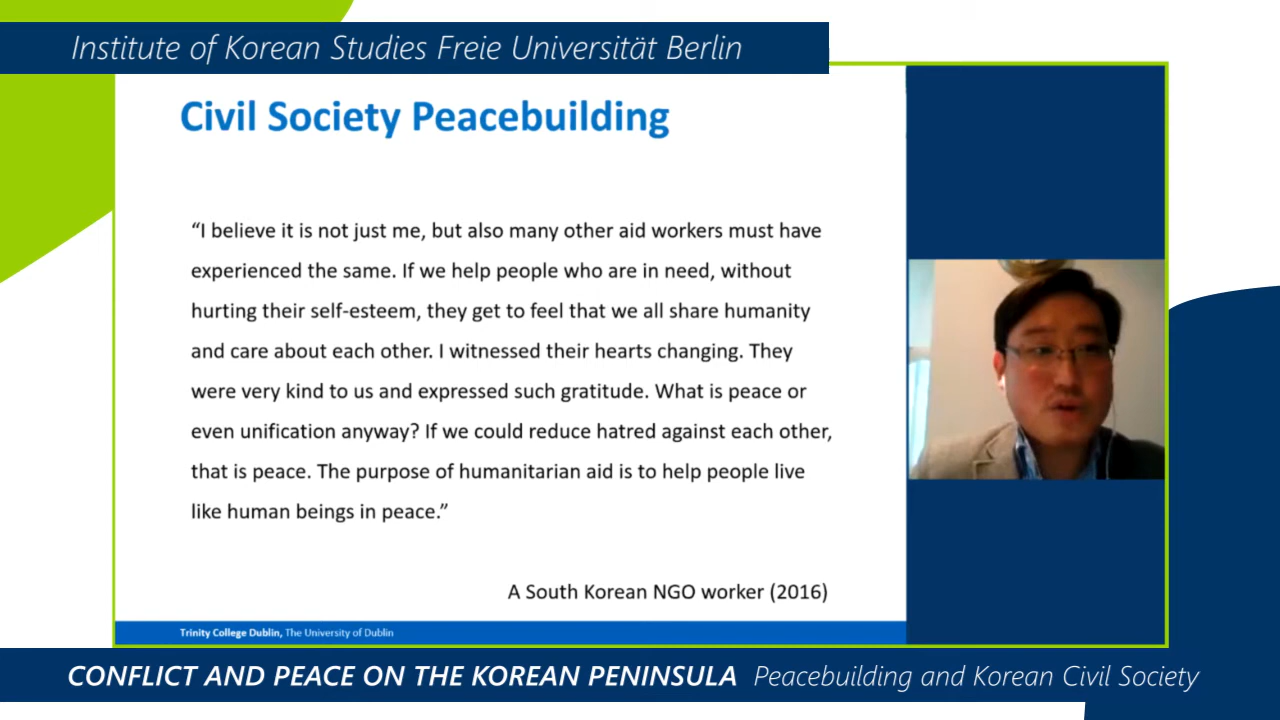 Institute of Korean Studies Freie Universität Berlin
Civil Society Peacebuilding
“I believe it is not just me, but also many other aid workers must have
experienced the same. If we help people who are in need, without
hurting their self-esteem, they get to feel that we all share humanity
and care about each other. I witnessed their hearts changing. They
were very kind to us and expressed such gratitude. What is peace or
even unification anyway? If we could reduce hatred against each other,
that is peace. The purpose of humanitarian aid is to help people live
like human beings in peace.”
A South Korean NGO worker (2016)
Trinity College Dublin, The University of Dublin
CONFLICT AND PEACE ON THE KOREAN PENINSULA Peacebuilding and Korean Civil Society